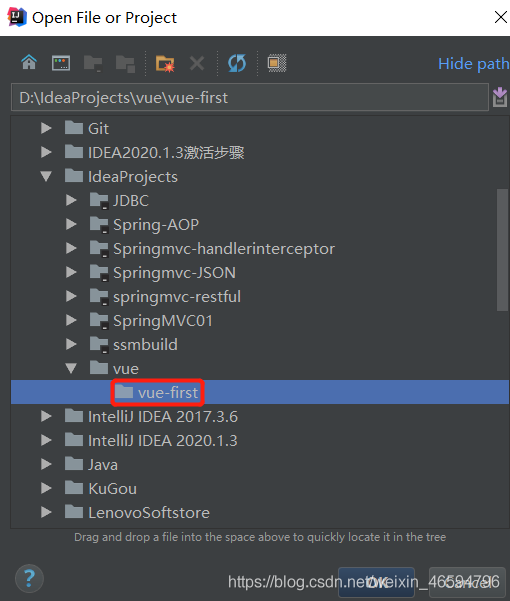 Open File or Project
Hide path
D:\IdeaProjects\vue\vue-first
Git
IDEA2020.1.3激活步骤
IdeaProjects
JDBC
Spring-AOP
Springmvc-handlerinterceptor
Springmvc-JSON
springmvc-restful
SpringMVC01
ssmbuild
vue
vue-first
IntelliJ IDEA 2017.3.6
IntelliJ IDEA 2020.1.3
Java
KuGou
LenovoSoftstore
Drag and drop a file into the space above to quickly locate it in the tree
?
OK
Cancel
https://blog.csdn.net/weixin_46594796